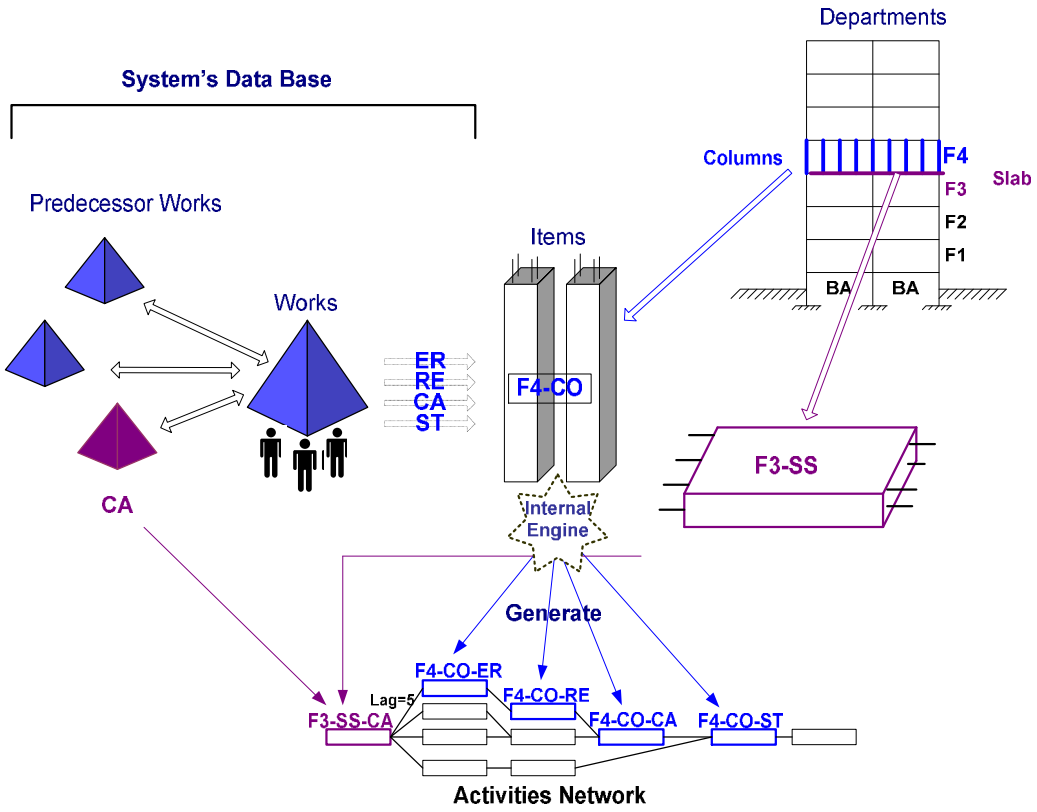 Departments
System's Data Base
Columns
F4
F3
Slab
F2
F1
BA
BA
Predecessor Works
Items
Works
ER
RE
CA
ST
F4-CO
F3-SS
CA
Internal
Engine
Generate
F4-CO-ER
Lag=5
F4-CO-RE
F3-SS-CA
F4-CO-CA
F4-CO-ST
Activities Network